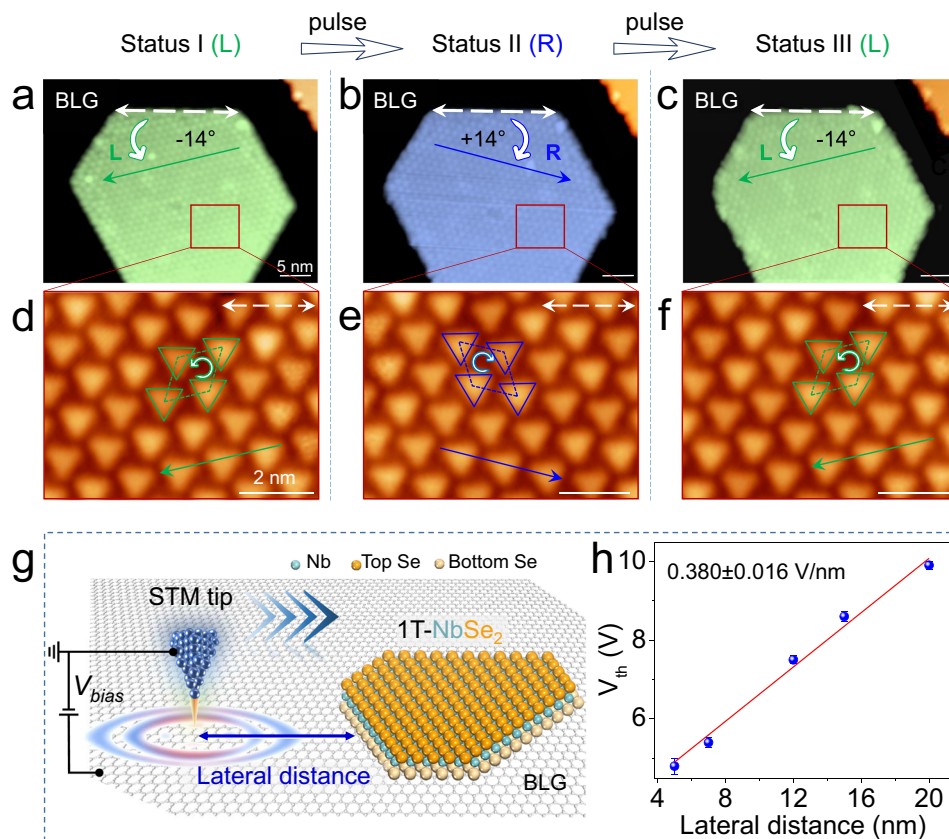 pulse pulse
Status I (L) Status II (R) Status III (L)
a BLG b BLG c BLG
-14° +14° -14°
L R L
5 nm
d e f
2 nm
g Nb Top Se Bottom Se h
STM tip
1T-NbSe₂
V_bias
Lateral distance
BLG
0.380±0.016 V/nm
10
8
6
V_th (V)
4 8 12 16 20
Lateral distance (nm)